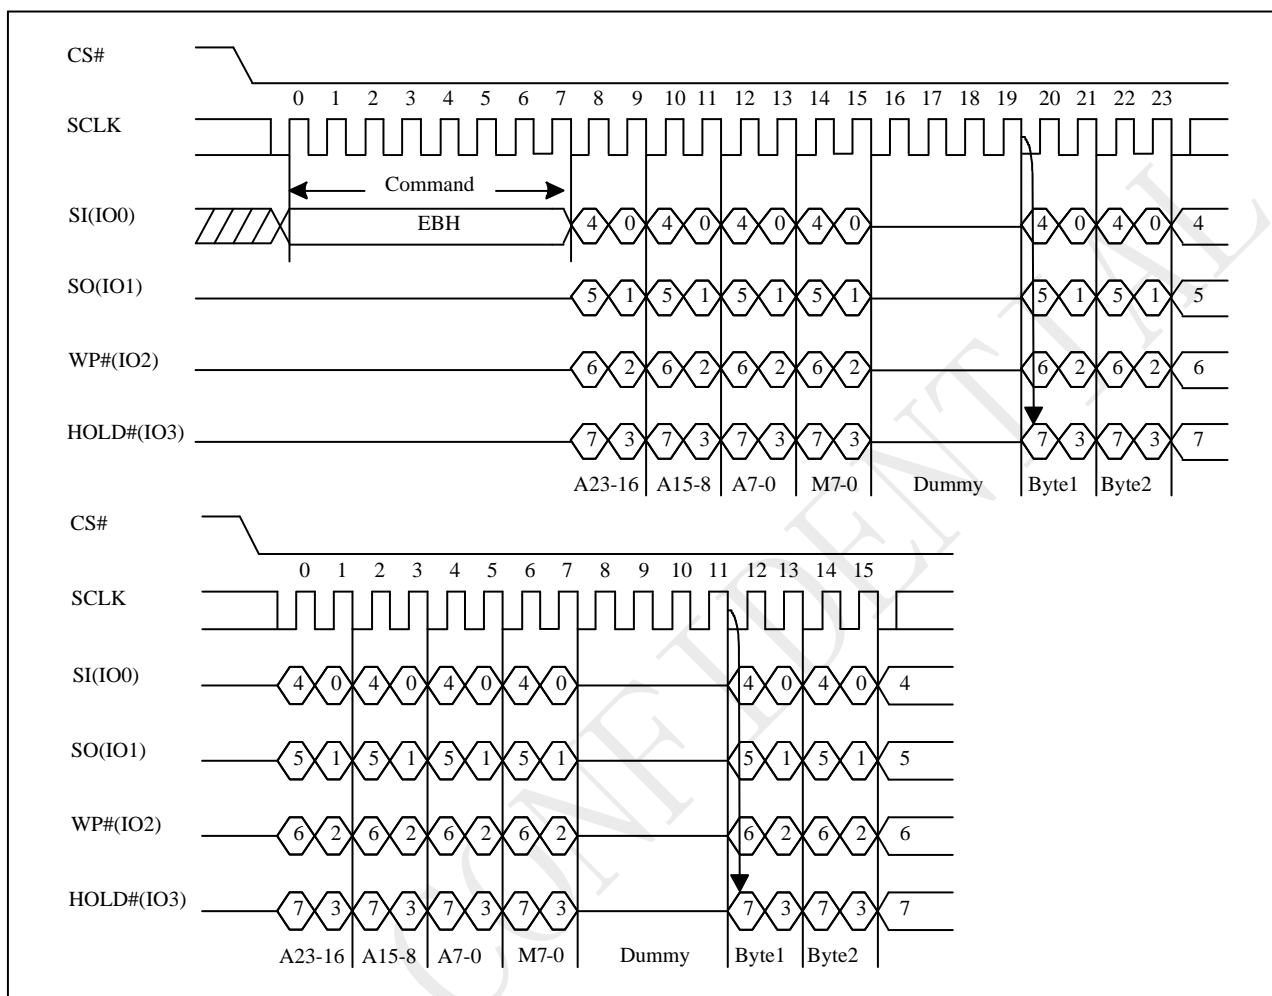 CS#
0 1 2 3 4 5 6 7 8 9 10 11 12 13 14 15 16 17 18 19 20 21 22 23
SCLK
Command
SI(IO0) EBH 4 0 4 0 4 0 4 0 4 0 4 0 4
SO(IO1) 5 1 5 1 5 1 5 1 5 1 5 1 5
WP#(IO2) 6 2 6 2 6 2 6 2 6 2 6 2 6
HOLD#(IO3) 7 3 7 3 7 3 7 3 7 3 7 3 7
A23-16 A15-8 A7-0 M7-0 Dummy Byte1 Byte2
CS#
0 1 2 3 4 5 6 7 8 9 10 11 12 13 14 15
SCLK
SI(IO0) 4 0 4 0 4 0 4 0 4 0 4 0 4
SO(IO1) 5 1 5 1 5 1 5 1 5 1 5 1 5
WP#(IO2) 6 2 6 2 6 2 6 2 6 2 6 2 6
HOLD#(IO3) 7 3 7 3 7 3 7 3 7 3 7 3 7
A23-16 A15-8 A7-0 M7-0 Dummy Byte1 Byte2
CONFIDENTIAL